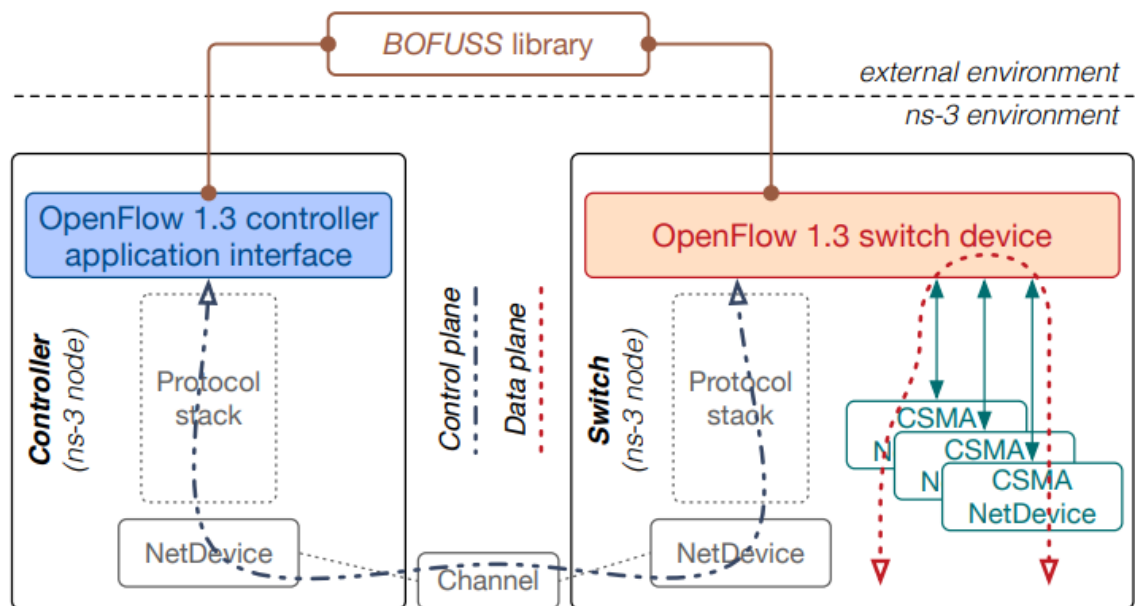 BOFUSS library
external environment
ns-3 environment
OpenFlow 1.3 controller
application interface
OpenFlow 1.3 switch device
Controller
(ns-3 node)
Protocol
stack
Control plane
Data plane
Switch
(ns-3 node)
Protocol
stack
CSMA
N
CSMA
N
CSMA
NetDevice
NetDevice
Channel
NetDevice